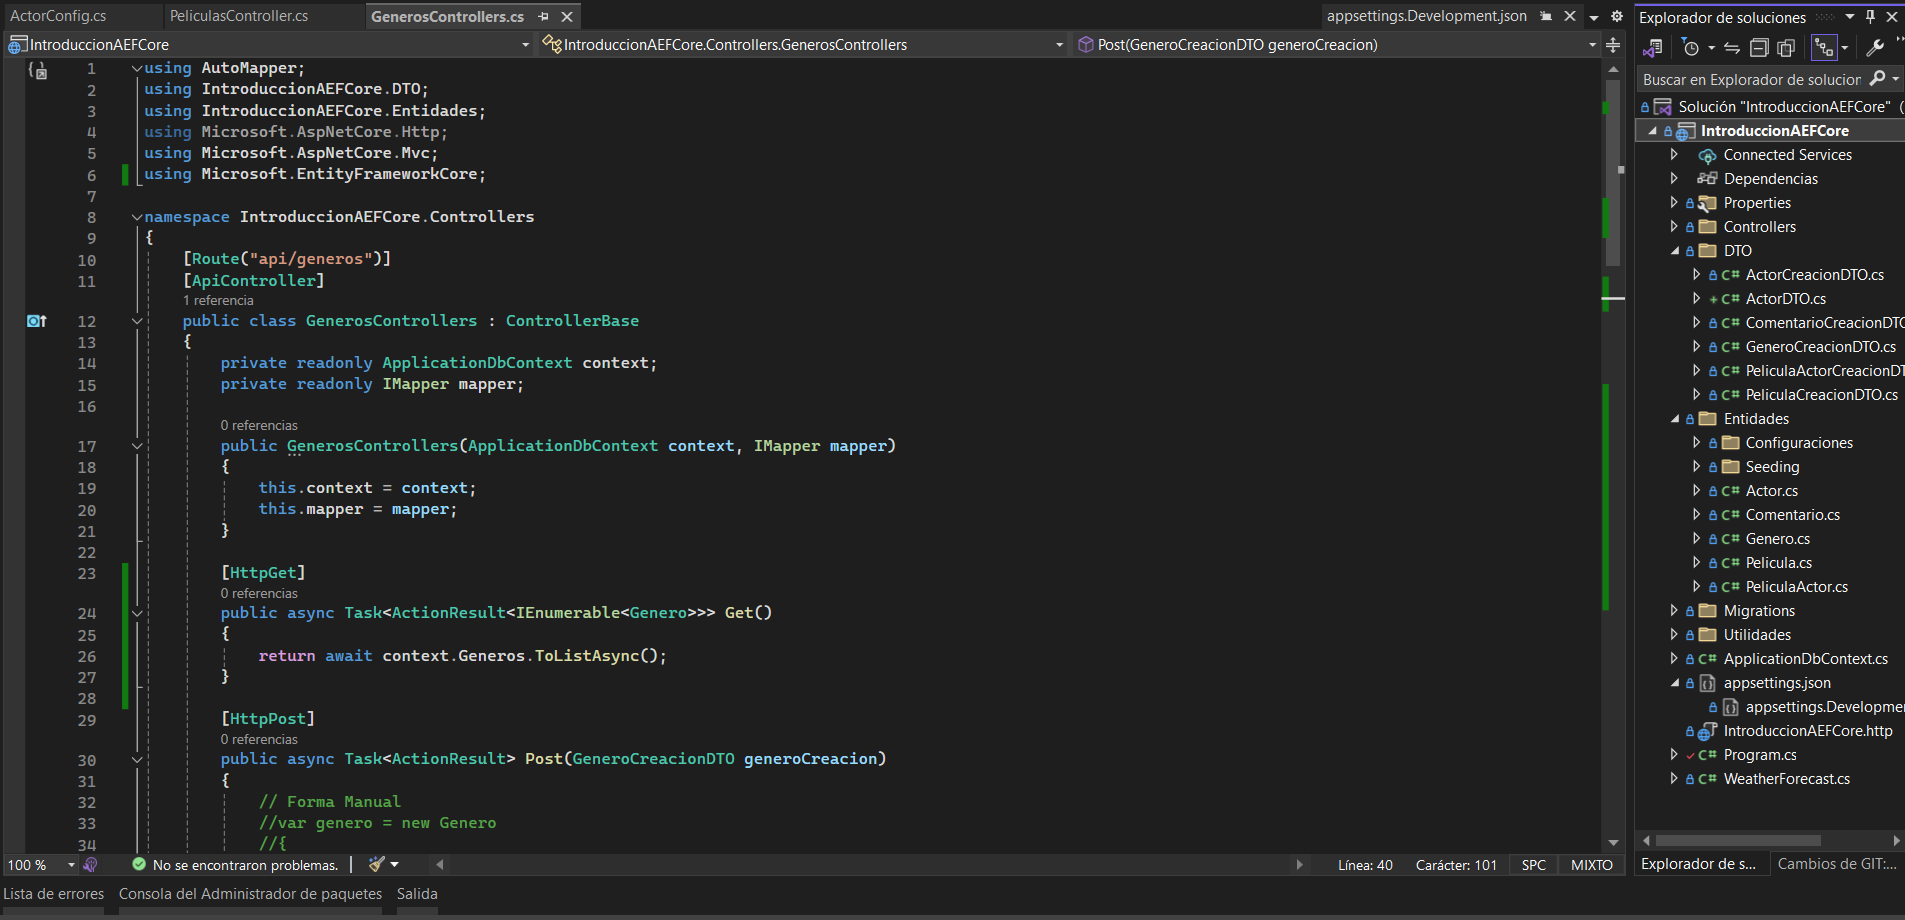 ActorConfig.cs PeliculasController.cs GenerosControllers.cs appsettings.Development.json
IntroduccionAEFCore IntroduccionAEFCore.Controllers.GenerosControllers Post(GeneroCreacionDTO generoCreacion)
1 using AutoMapper;
2 using IntroduccionAEFCore.DTO;
3 using IntroduccionAEFCore.Entidades;
4 using Microsoft.AspNetCore.Http;
5 using Microsoft.AspNetCore.Mvc;
6 using Microsoft.EntityFrameworkCore;
7
8 namespace IntroduccionAEFCore.Controllers
9 {
10 [Route("api/generos")]
11 [ApiController]
1 referencia
12 public class GenerosControllers : ControllerBase
13 {
14 private readonly ApplicationDbContext context;
15 private readonly IMapper mapper;
16
0 referencias
17 public GenerosControllers(ApplicationDbContext context, IMapper mapper)
18 {
19 this.context = context;
20 this.mapper = mapper;
21 }
22
23 [HttpGet]
0 referencias
24 public async Task<ActionResult<IEnumerable<Genero>>> Get()
25 {
26 return await context.Generos.ToListAsync();
27 }
28
29 [HttpPost]
0 referencias
30 public async Task<ActionResult> Post(GeneroCreacionDTO generoCreacion)
31 {
32 // Forma Manual
33 //var genero = new Genero
34 //{
100 % No se encontraron problemas. Línea: 40 Carácter: 101 SPC MIXTO
Lista de errores Consola del Administrador de paquetes Salida
Explorador de soluciones
Buscar en Explorador de solucion
Solución "IntroduccionAEFCore" (
IntroduccionAEFCore
Connected Services
Dependencias
Properties
Controllers
DTO
C# ActorCreacionDTO.cs
+ C# ActorDTO.cs
C# ComentarioCreacionDTO
C# GeneroCreacionDTO.cs
C# PeliculaActorCreacionDT
C# PeliculaCreacionDTO.cs
Entidades
Configuraciones
Seeding
C# Actor.cs
C# Comentario.cs
C# Genero.cs
C# Pelicula.cs
C# PeliculaActor.cs
Migrations
Utilidades
C# ApplicationDbContext.cs
appsettings.json
appsettings.Developme
IntroduccionAEFCore.http
C# Program.cs
C# WeatherForecast.cs
Explorador de s... Cambios de GIT:...